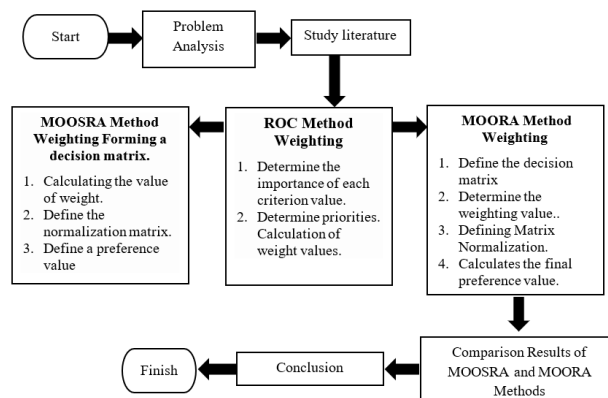 Start
Problem
Analysis
Study literature
MOOSRA Method
Weighting Forming a
decision matrix.
1. Calculating the value
of weight.
2. Define the
normalization matrix.
3. Define a preference
value
ROC Method
Weighting
1. Determine the
importance of each
criterion value.
2. Determine priorities.
Calculation of
weight values.
MOORA Method
Weighting
1. Define the decision
matrix
2. Determine the
weighting value..
3. Defining Matrix
Normalization.
4. Calculates the final
preference value.
Finish
Conclusion
Comparison Results of
MOOSRA and MOORA
Methods